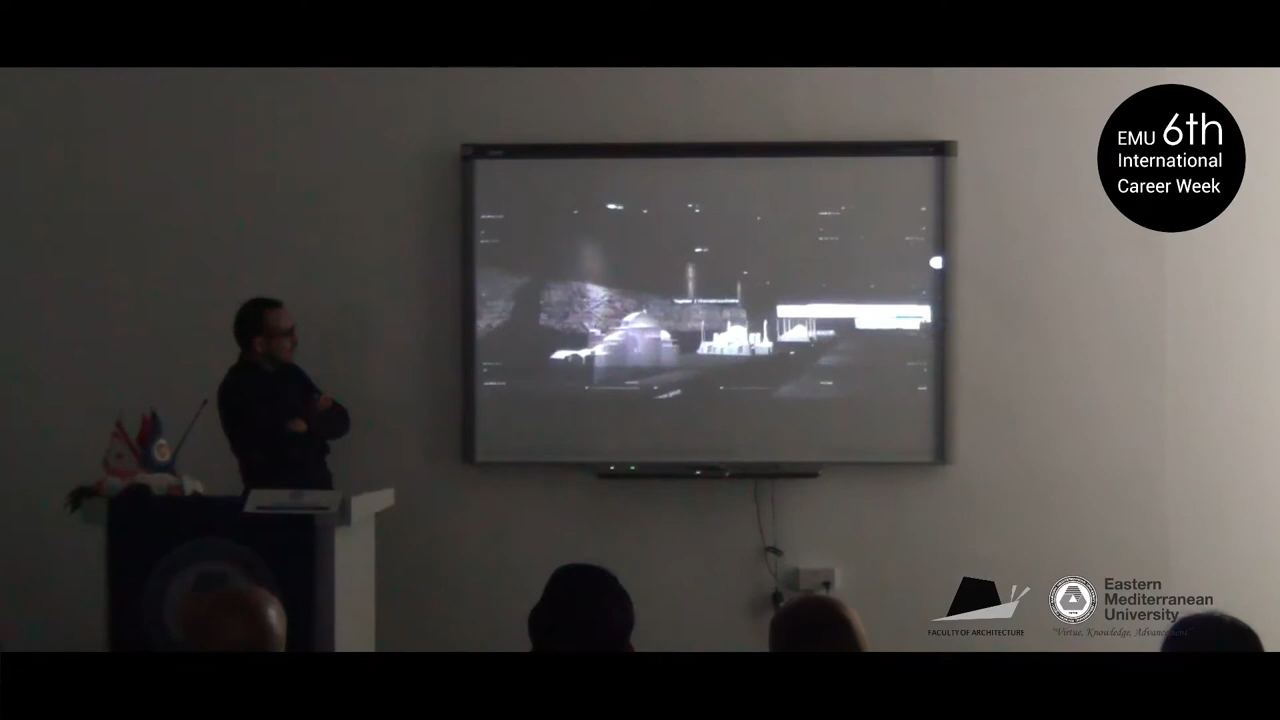 EMU 6th
International
Career Week
FACULTY OF ARCHITECTURE
Eastern
Mediterranean
University
"Virtue, Knowledge, Advancement"